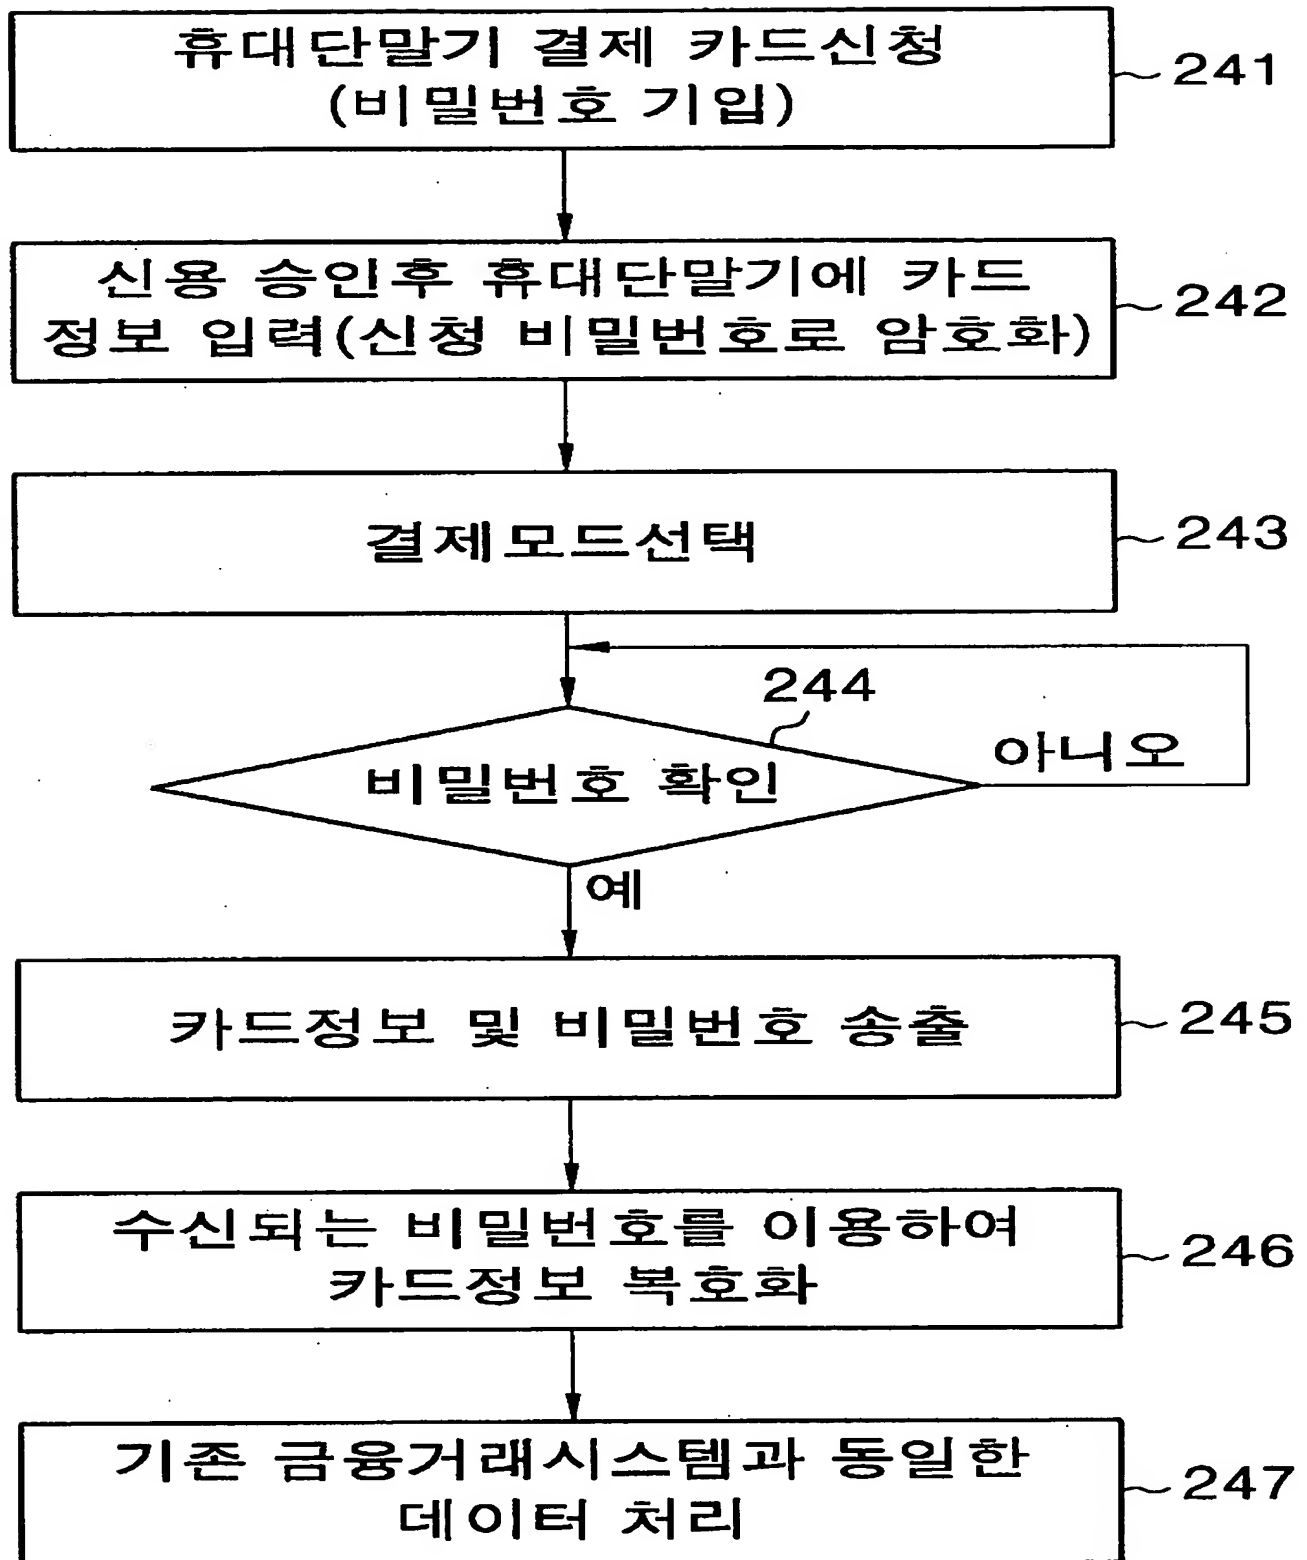 휴대단말기 결제 카드신청
(비밀번호 기입)
241
신용 승인후 휴대단말기에 카드
정보 입력(신청 비밀번호로 암호화)
242
결제모드선택
243
244
비밀번호 확인
아니오
예
카드정보 및 비밀번호 송출
245
수신되는 비밀번호를 이용하여
카드정보 복호화
246
기존 금융거래시스템과 동일한
데이터 처리
247